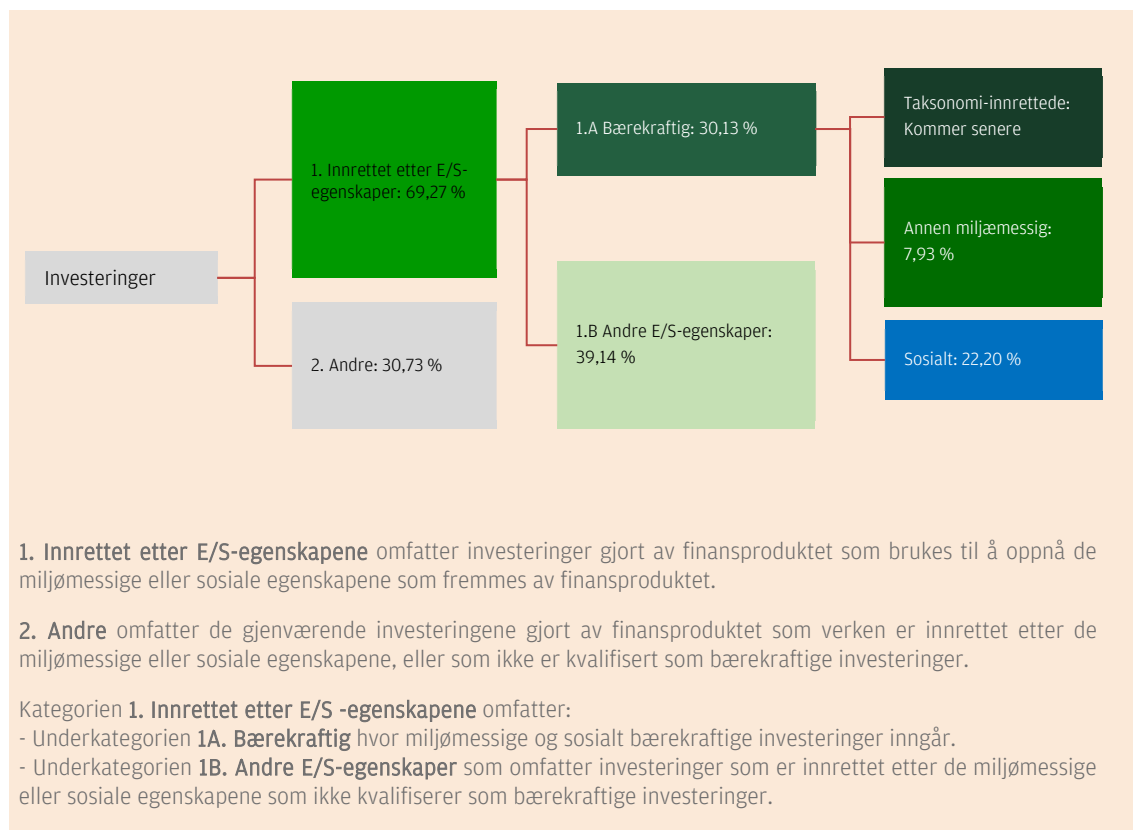 Investeringer
1. Innrettet etter E/S-
egenskaper: 69,27 %
2. Andre: 30,73 %
1.A Bærekraftig: 30,13 %
1.B Andre E/S-egenskaper:
39,14 %
Taksonomi-innrettede:
Kommer senere
Annen miljæmessig:
7,93 %
Sosialt: 22,20 %
1. Innrettet etter E/S-egenskapene omfatter investeringer gjort av finansproduktet som brukes til å oppnå de
miljømessige eller sosiale egenskapene som fremmes av finansproduktet.
2. Andre omfatter de gjenværende investeringene gjort av finansproduktet som verken er innrettet etter de
miljømessige eller sosiale egenskapene, eller som ikke er kvalifisert som bærekraftige investeringer.
Kategorien 1. Innrettet etter E/S -egenskapene omfatter:
- Underkategorien 1A. Bærekraftig hvor miljømessige og sosialt bærekraftige investeringer inngår.
- Underkategorien 1B. Andre E/S-egenskaper som omfatter investeringer som er innrettet etter de miljømessige
eller sosiale egenskapene som ikke kvalifiserer som bærekraftige investeringer.